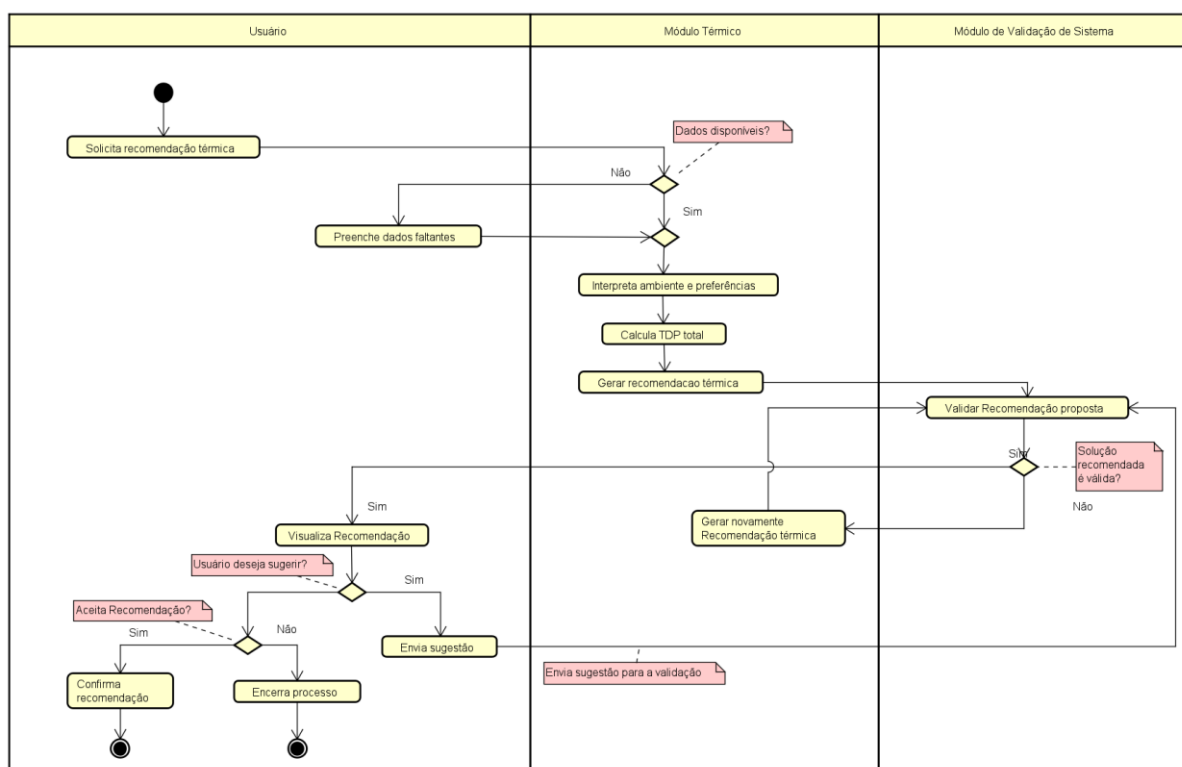 Usuário
Módulo Térmico
Módulo de Validação de Sistema
Dados disponíveis?
Solicita recomendação térmica
Não
Sim
Preenche dados faltantes
Interpreta ambiente e preferências
Calcula TDP total
Gerar recomendacao térmica
Validar Recomendação proposta
Sim
Solução
recomendada
é válida?
Não
Sim
Gerar novamente
Recomendação térmica
Visualiza Recomendação
Usuário deseja sugerir?
Sim
Aceita Recomendação?
Sim
Não
Envia sugestão
Envia sugestão para a validação
Confirma
recomendação
Encerra processo